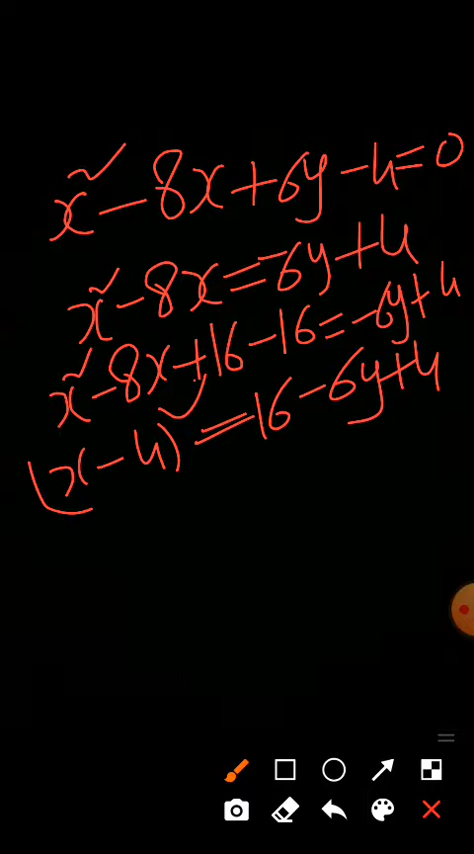 x² - 8x + 6y - 4 = 0
x² - 8x = -6y + 4
x² - 8x + 16 - 16 = -6y + 4
(x - 4)² = 16 - 6y + 4